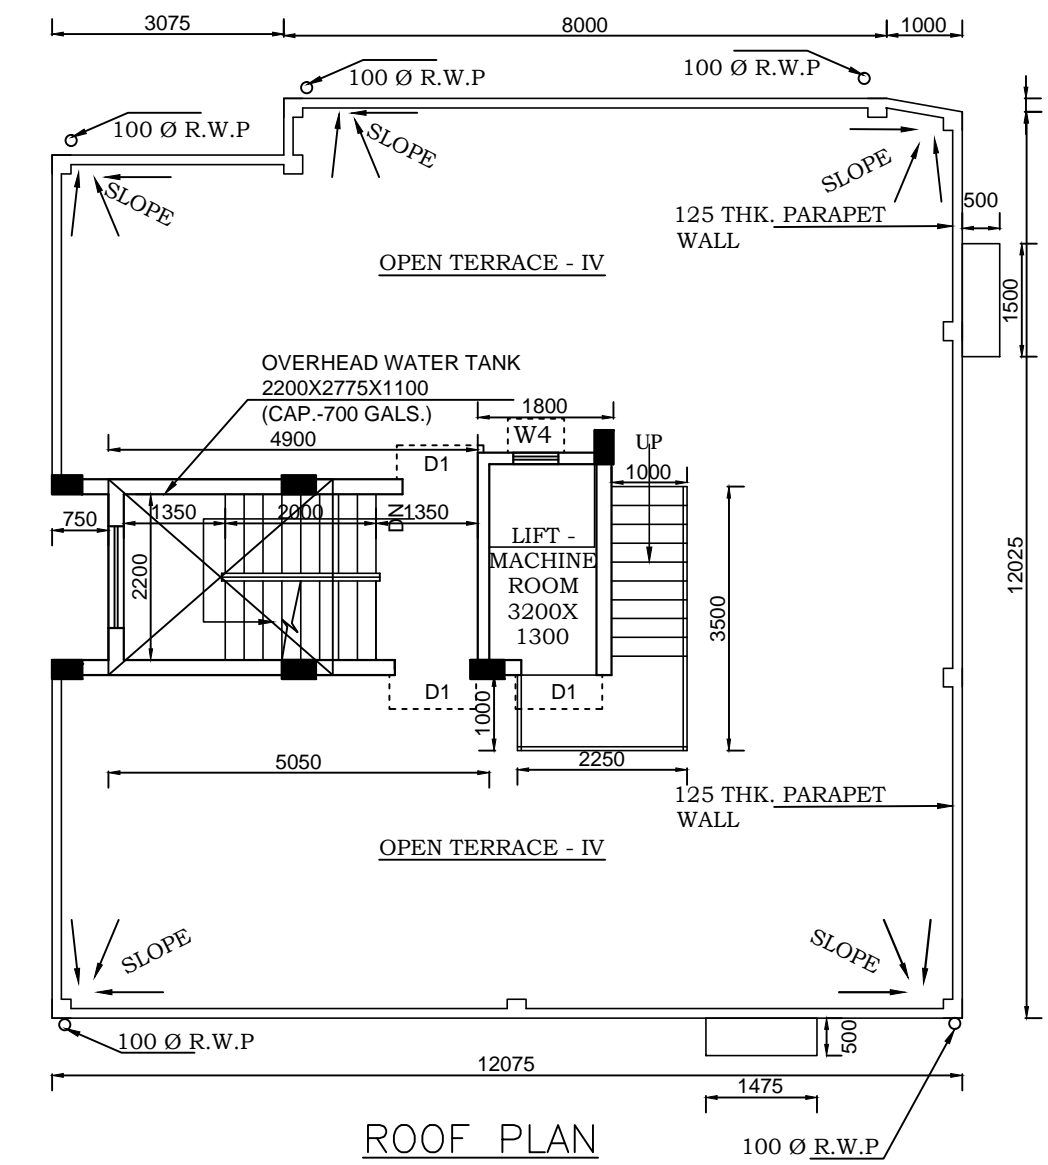 3075
8000
1000
100 Ø R.W.P
100 Ø R.W.P
100 Ø R.W.P
SLOPE
SLOPE
SLOPE
500
125 THK. PARAPET
WALL
OPEN TERRACE - IV
1500
OVERHEAD WATER TANK
2200X2775X1100
(CAP.-700 GALS.)
1800
4900
W4
UP
D1
1000
750
1350
2000
DN
1350
2200
LIFT -
MACHINE
ROOM
3200X
1300
12025
3500
D1
D1
1000
5050
2250
125 THK. PARAPET
WALL
OPEN TERRACE - IV
SLOPE
SLOPE
100 Ø R.W.P
500
12075
1475
ROOF PLAN
100 Ø R.W.P